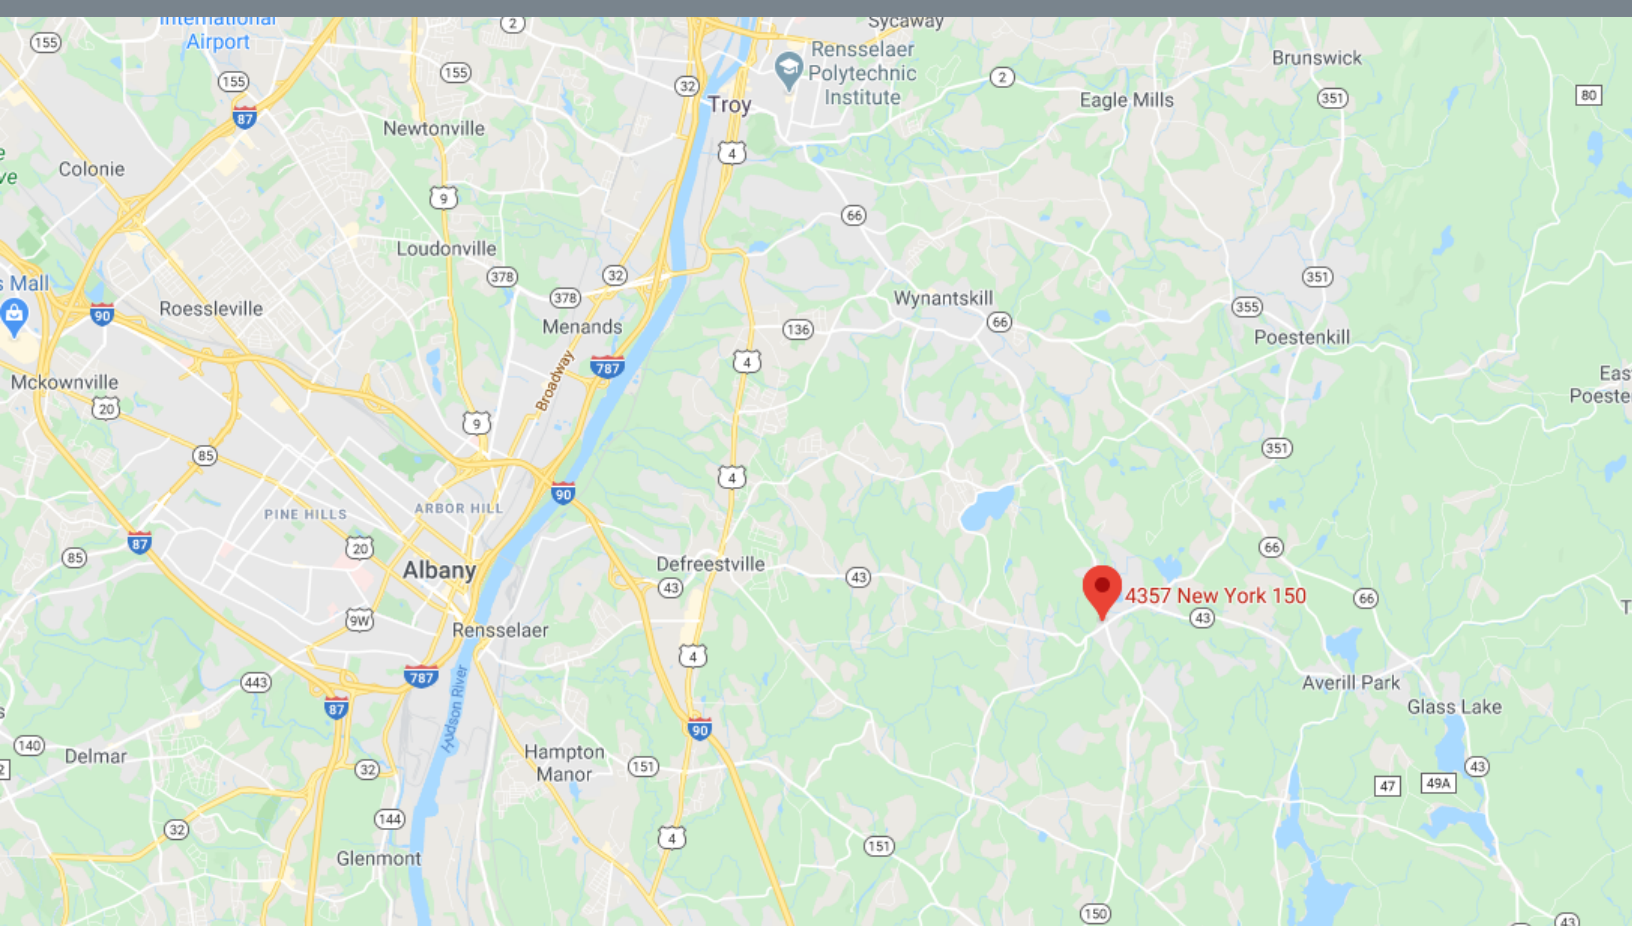 International
Airport
2
Sycaway
155
Rensselaer
Polytechnic
Institute
Brunswick
155
155
2
32
80
Troy
Eagle Mills
351
87
Newtonville
4
Colonie
9
66
Loudonville
378
32
351
Mall
378
Wynantskill
355
90
Roessleville
66
Menands
136
Poestenkill
Broadway
787
4
Mckownville
20
9
351
85
4
90
ARBOR HILL
PINE HILLS
87
20
66
85
Albany
Defreestville
43
43
4357 New York 150
66
9W
43
Rensselaer
4
787
443
Averill Park
87
Hudson River
Glass Lake
90
140
Delmar
Hampton
Manor
151
32
43
47
49A
144
32
4
151
Glenmont
150
43